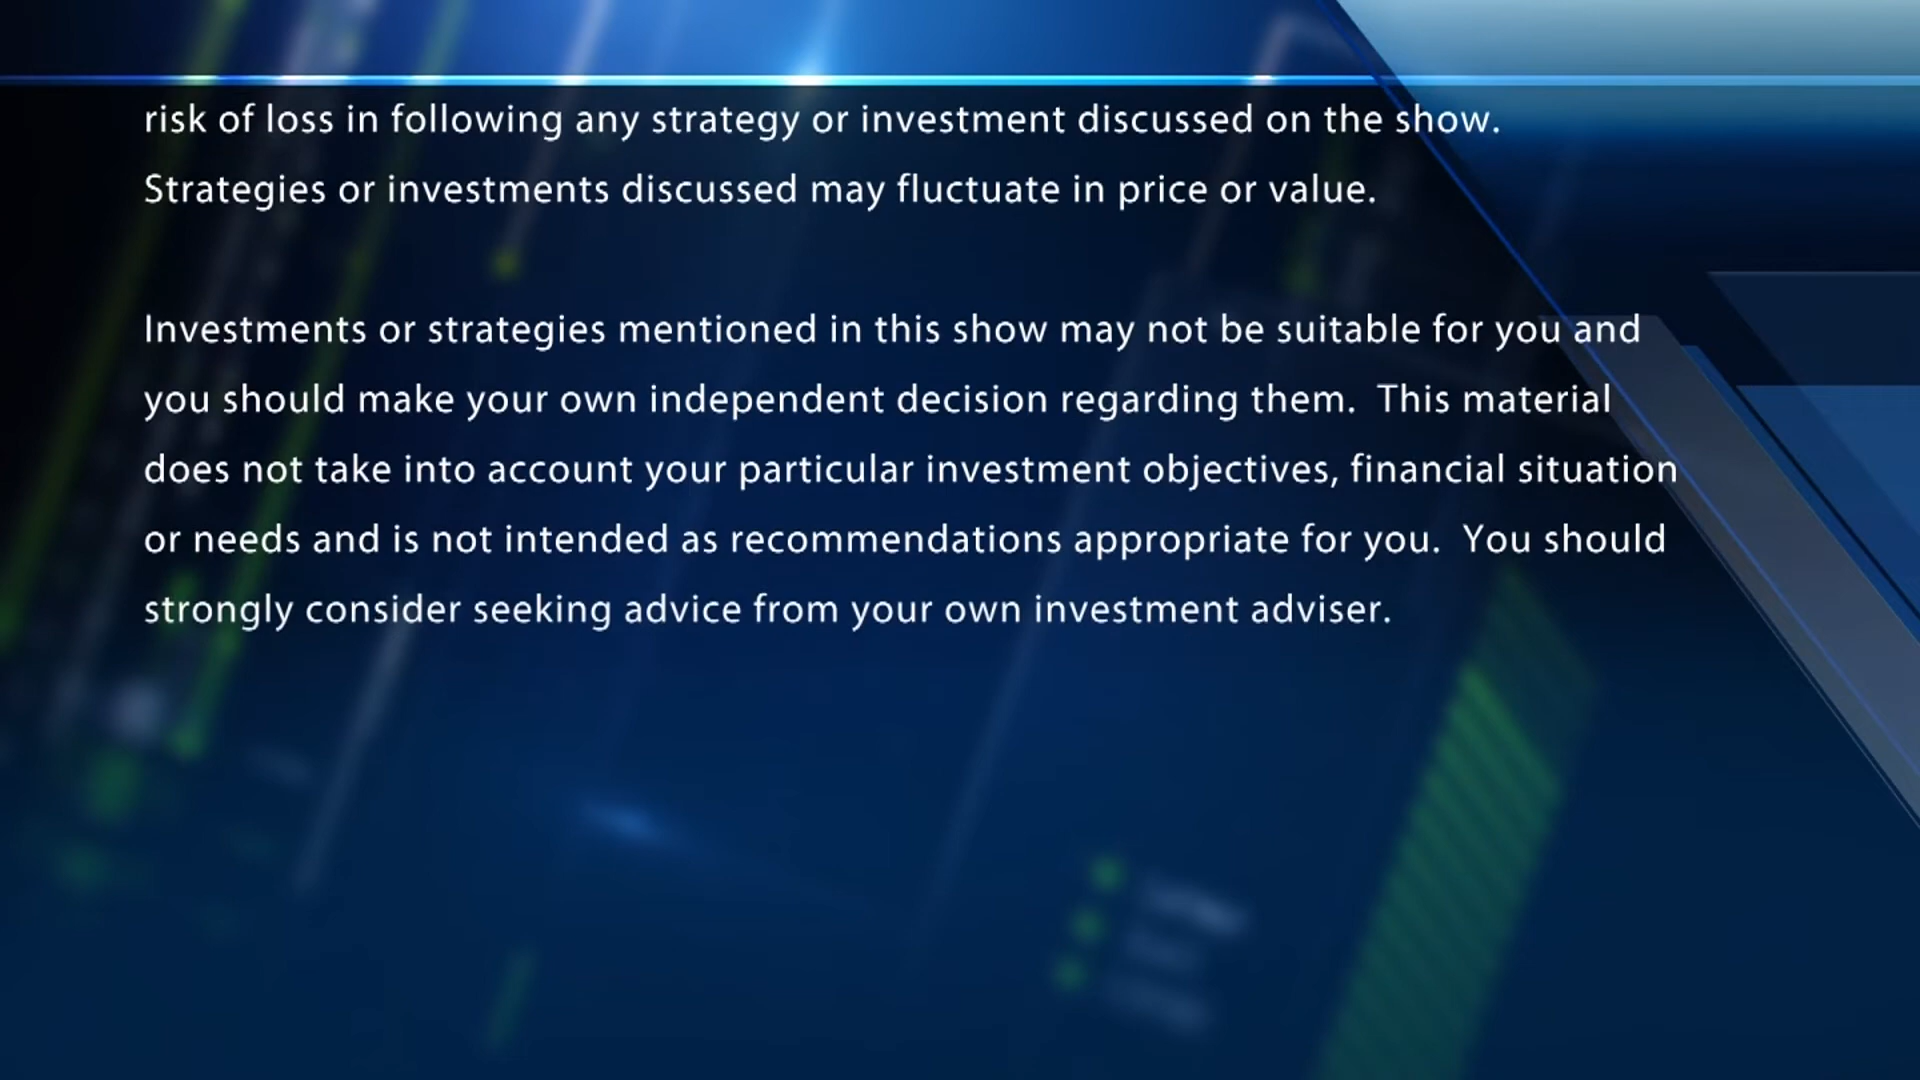 risk of loss in following any strategy or investment discussed on the show.
Strategies or investments discussed may fluctuate in price or value.
Investments or strategies mentioned in this show may not be suitable for you and
you should make your own independent decision regarding them.  This material
does not take into account your particular investment objectives, financial situation
or needs and is not intended as recommendations appropriate for you.  You should
strongly consider seeking advice from your own investment adviser.